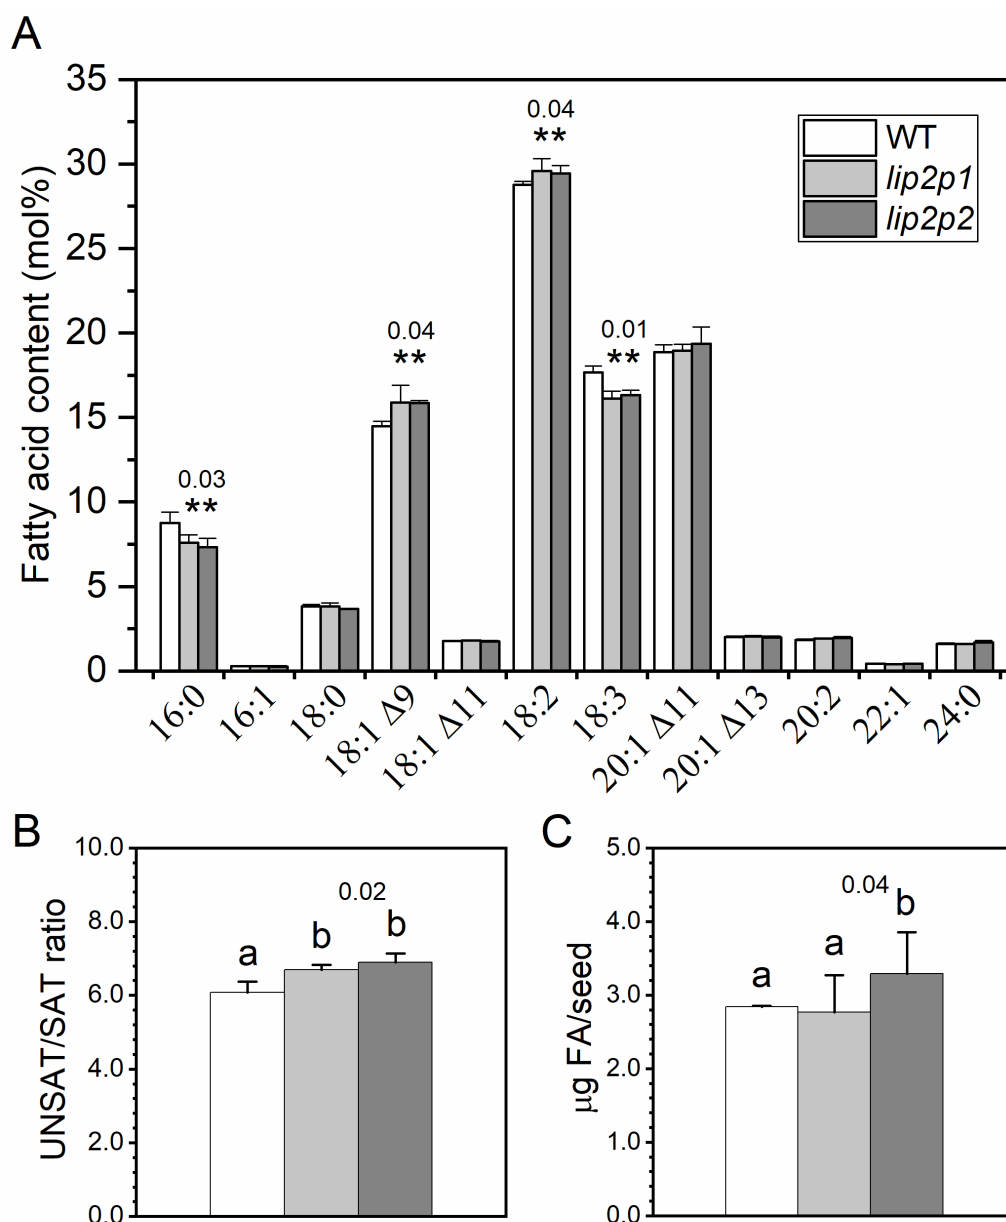 A
Fatty acid content (mol%)
35
30
25
20
15
10
5
0
0.03
**
0.04
**
0.04
**
0.01
**
WT
lip2p1
lip2p2
16:0
16:1
18:0
18:1 Δ9
18:1 Δ11
18:2
18:3
20:1 Δ11
20:1 Δ13
20:2
22:1
24:0
B
UNSAT/SAT ratio
10.0
8.0
6.0
4.0
2.0
0.0
0.02
a
b
b
C
μg FA/seed
5.0
4.0
3.0
2.0
1.0
0.0
0.04
a
a
b